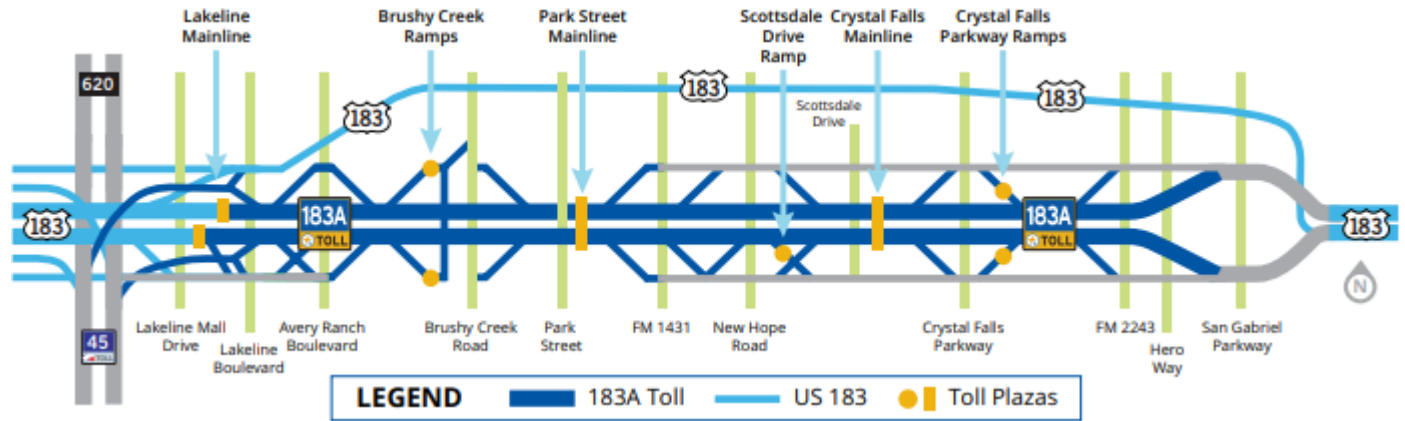 Lakeline
Mainline
Brushy Creek
Ramps
Park Street
Mainline
Scottsdale
Drive
Ramp
Crystal Falls
Mainline
Crystal Falls
Parkway Ramps
620
183
183
183
Scottsdale
Drive
183
183A
TOLL
183A
TOLL
183
N
45
TOLL
Lakeline Mall
Drive
Lakeline
Boulevard
Avery Ranch
Boulevard
Brushy Creek
Road
Park
Street
FM 1431
New Hope
Road
Crystal Falls
Parkway
FM 2243
Hero
Way
San Gabriel
Parkway
LEGEND
183A Toll
US 183
Toll Plazas